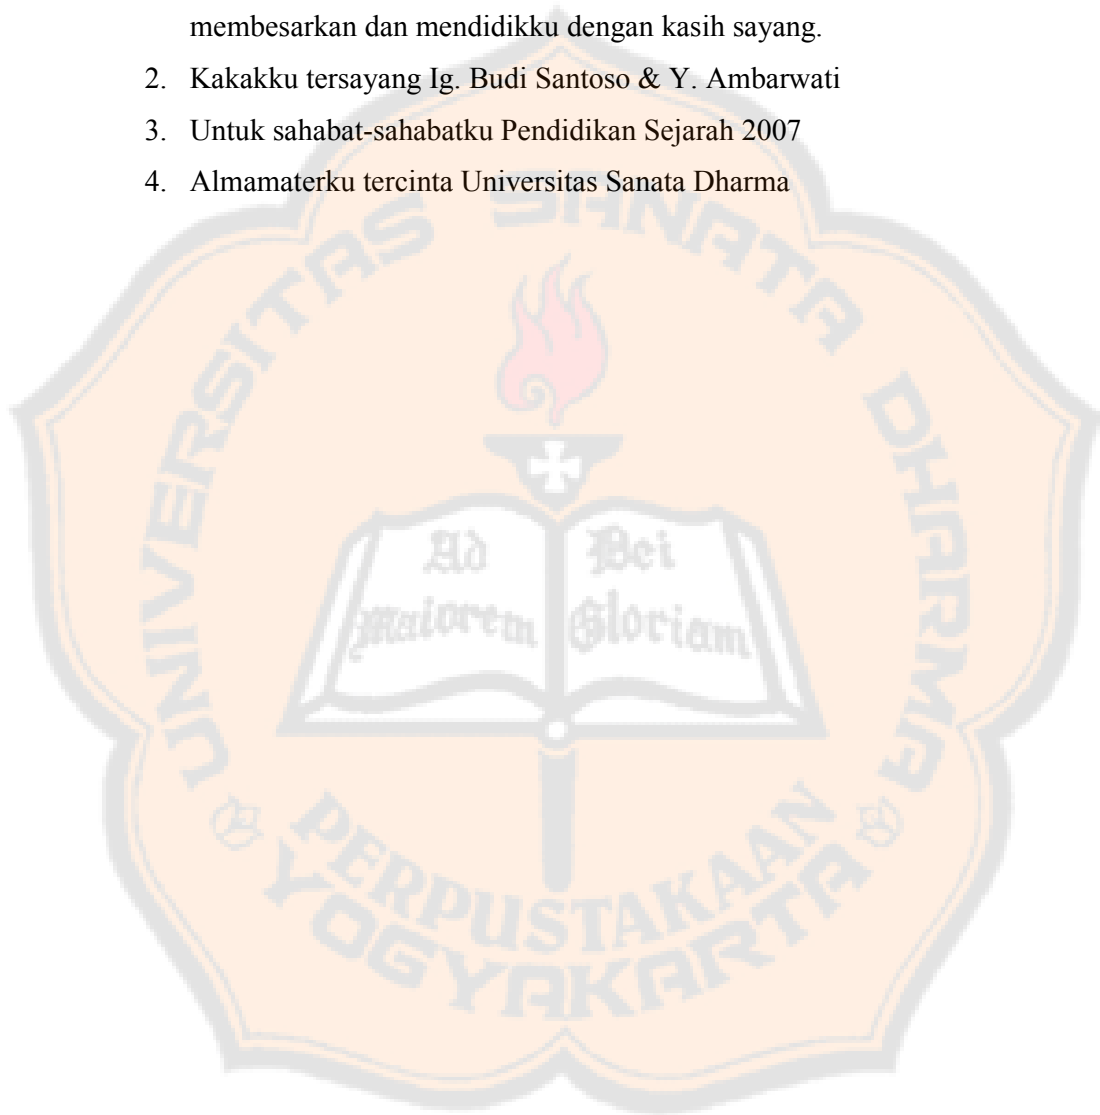 membesarkan dan mendidikku dengan kasih sayang.
2. Kakakku tersayang Ig. Budi Santoso & Y. Ambarwati
3. Untuk sahabat-sahabatku Pendidikan Sejarah 2007
4. Almamaterku tercinta Universitas Sanata Dharma
UNIVERSITAS SANATA DHARMA
Ad Dei
Maiorem Gloriam
PERPUSTAKAAN
YOGYAKARTA